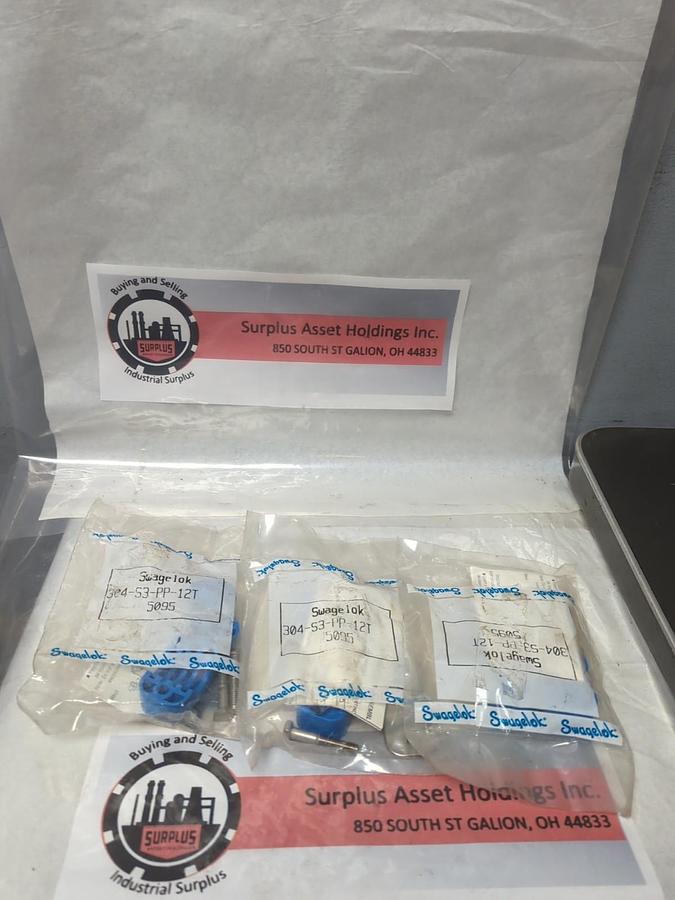 Buying and Selling
SURPLUS
Industrial Surplus
Surplus Asset Holdings Inc.
850 SOUTH ST GALION, OH 44833
Swagelok
304-S3-PP-12T
5095
Swagelok Swagelok Swagelok
Swagelok
Swagelok
304-S3-PP-12T
5095
Swagelok Swagelok
Swagelok
304-S3-PP-12T
5095
Swagelok Swagelok Swagelok
Buying and Selling
SURPLUS
Industrial Surplus
Surplus Asset Holdings Inc.
850 SOUTH ST GALION, OH 44833